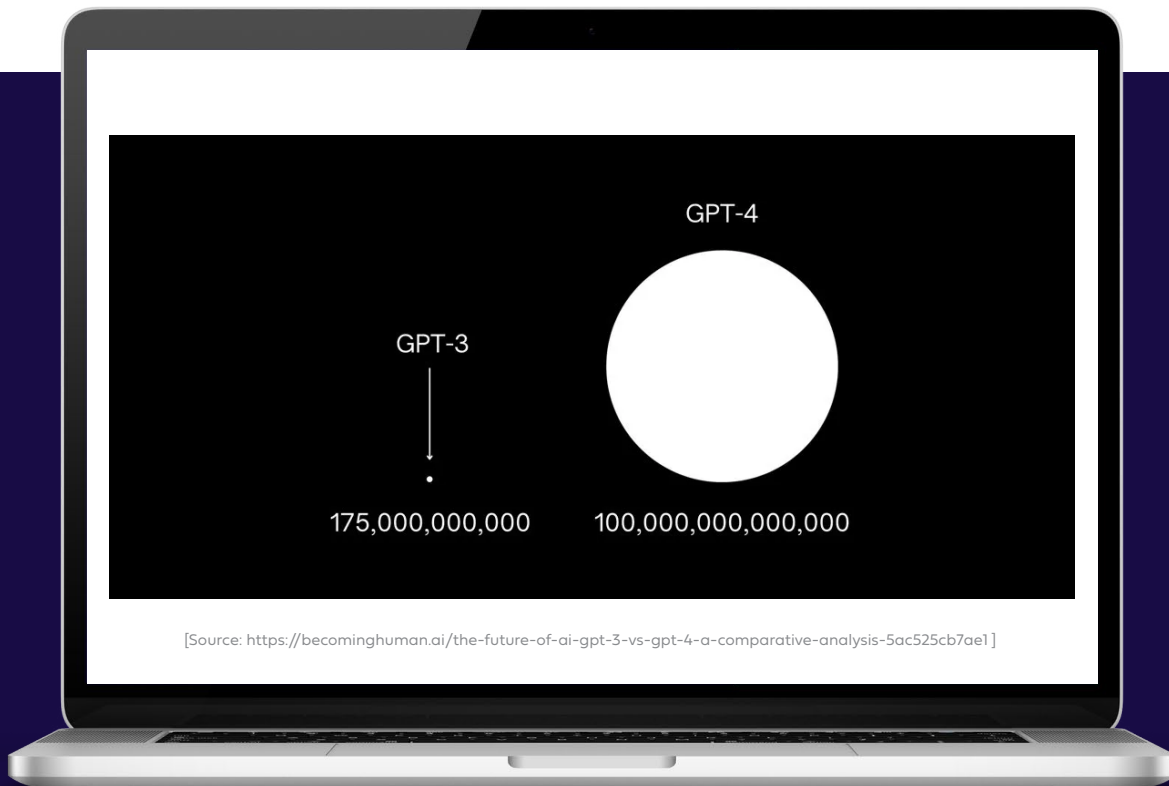 GPT-4
GPT-3
175,000,000,000
100,000,000,000,000
[Source: https://becominghuman.ai/the-future-of-ai-gpt-3-vs-gpt-4-a-comparative-analysis-5ac525cb7ae1 ]